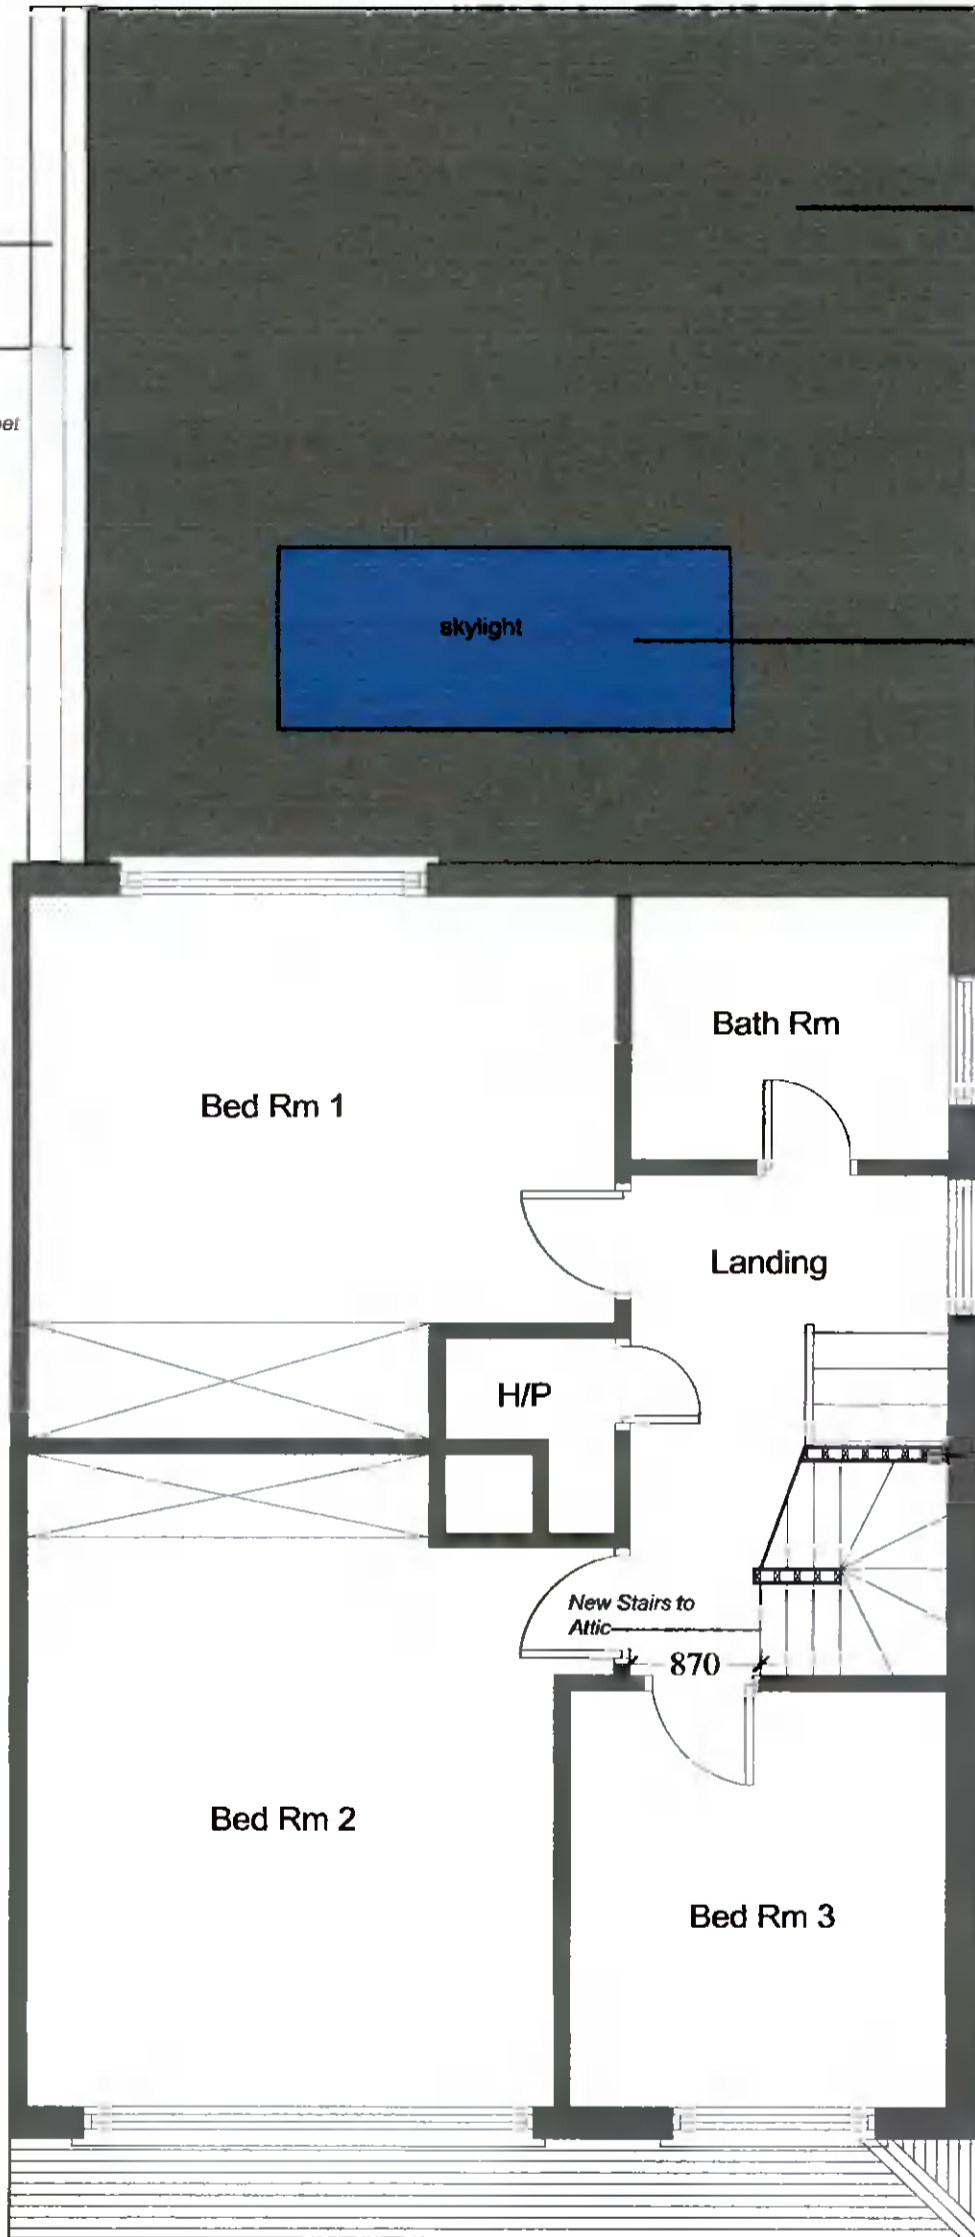 skylight
Bath Rm
Bed Rm 1
Landing
H/P
New Stairs to
Attic
870
Bed Rm 2
Bed Rm 3